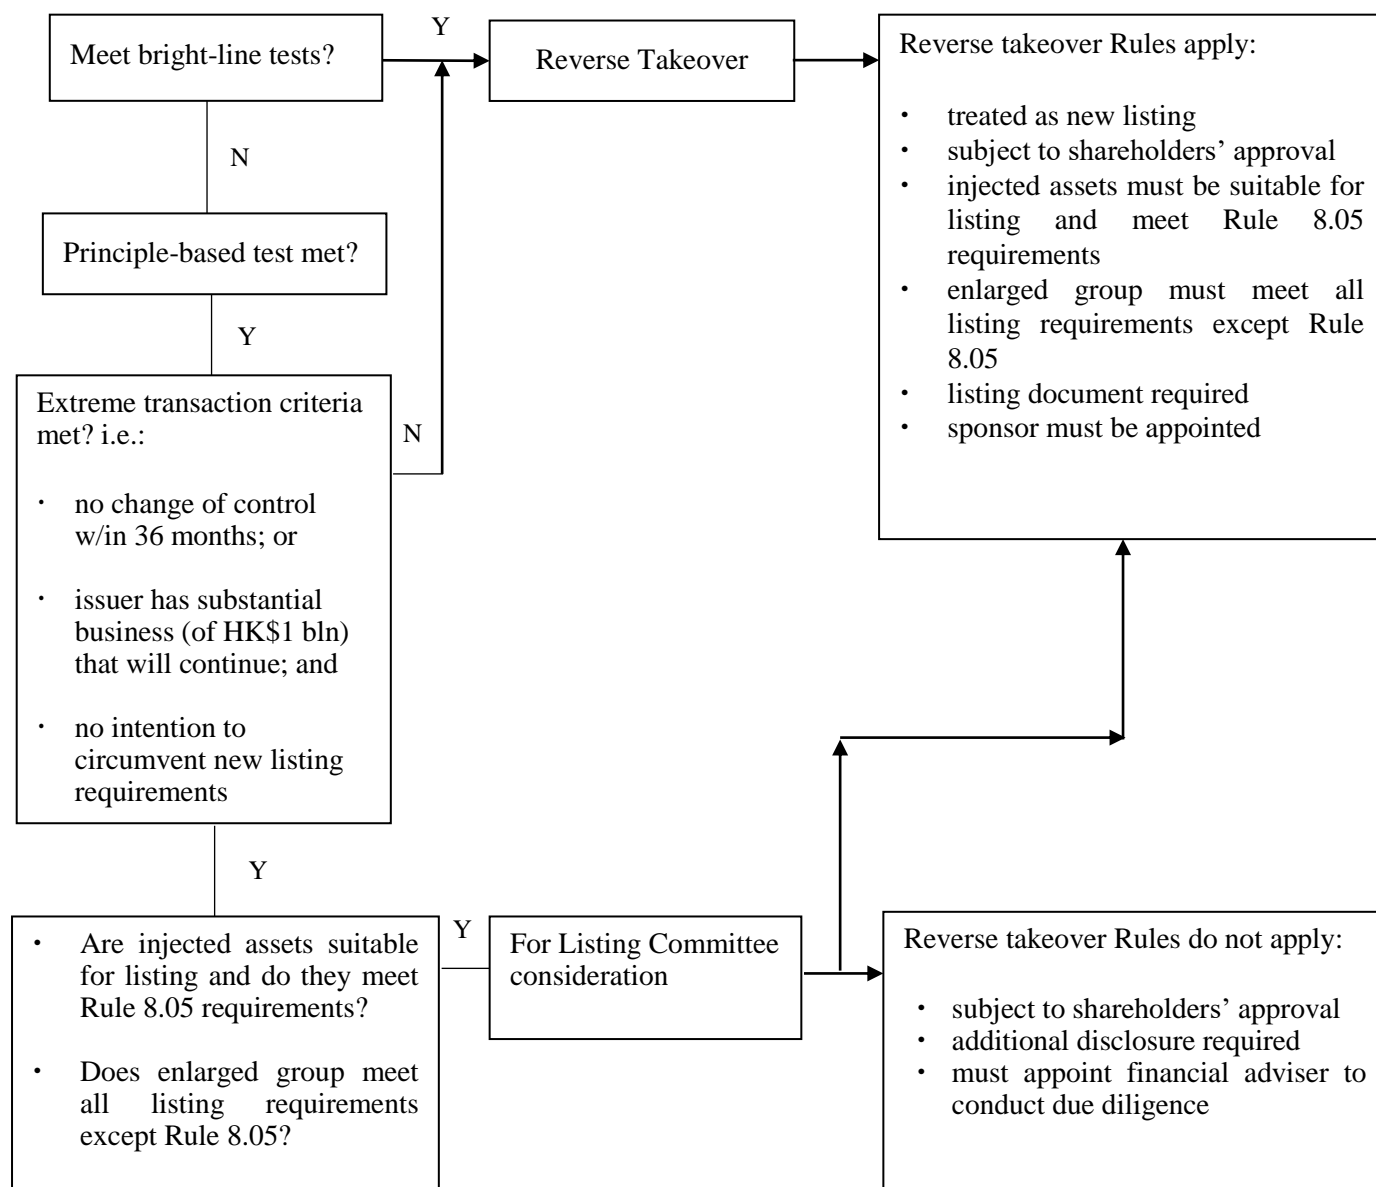 Meet bright-line tests?
Y
Reverse Takeover
Reverse takeover Rules apply:
· treated as new listing
· subject to shareholders’ approval
· injected assets must be suitable for
listing and meet Rule 8.05
requirements
· enlarged group must meet all
listing requirements except Rule
8.05
· listing document required
· sponsor must be appointed
N
Principle-based test met?
Y
Extreme transaction criteria
met? i.e.:
· no change of control
w/in 36 months; or
· issuer has substantial
business (of HK$1 bln)
that will continue; and
· no intention to
circumvent new listing
requirements
N
Y
· Are injected assets suitable
for listing and do they meet
Rule 8.05 requirements?
· Does enlarged group meet
all listing requirements
except Rule 8.05?
Y
For Listing Committee
consideration
Reverse takeover Rules do not apply:
· subject to shareholders’ approval
· additional disclosure required
· must appoint financial adviser to
conduct due diligence